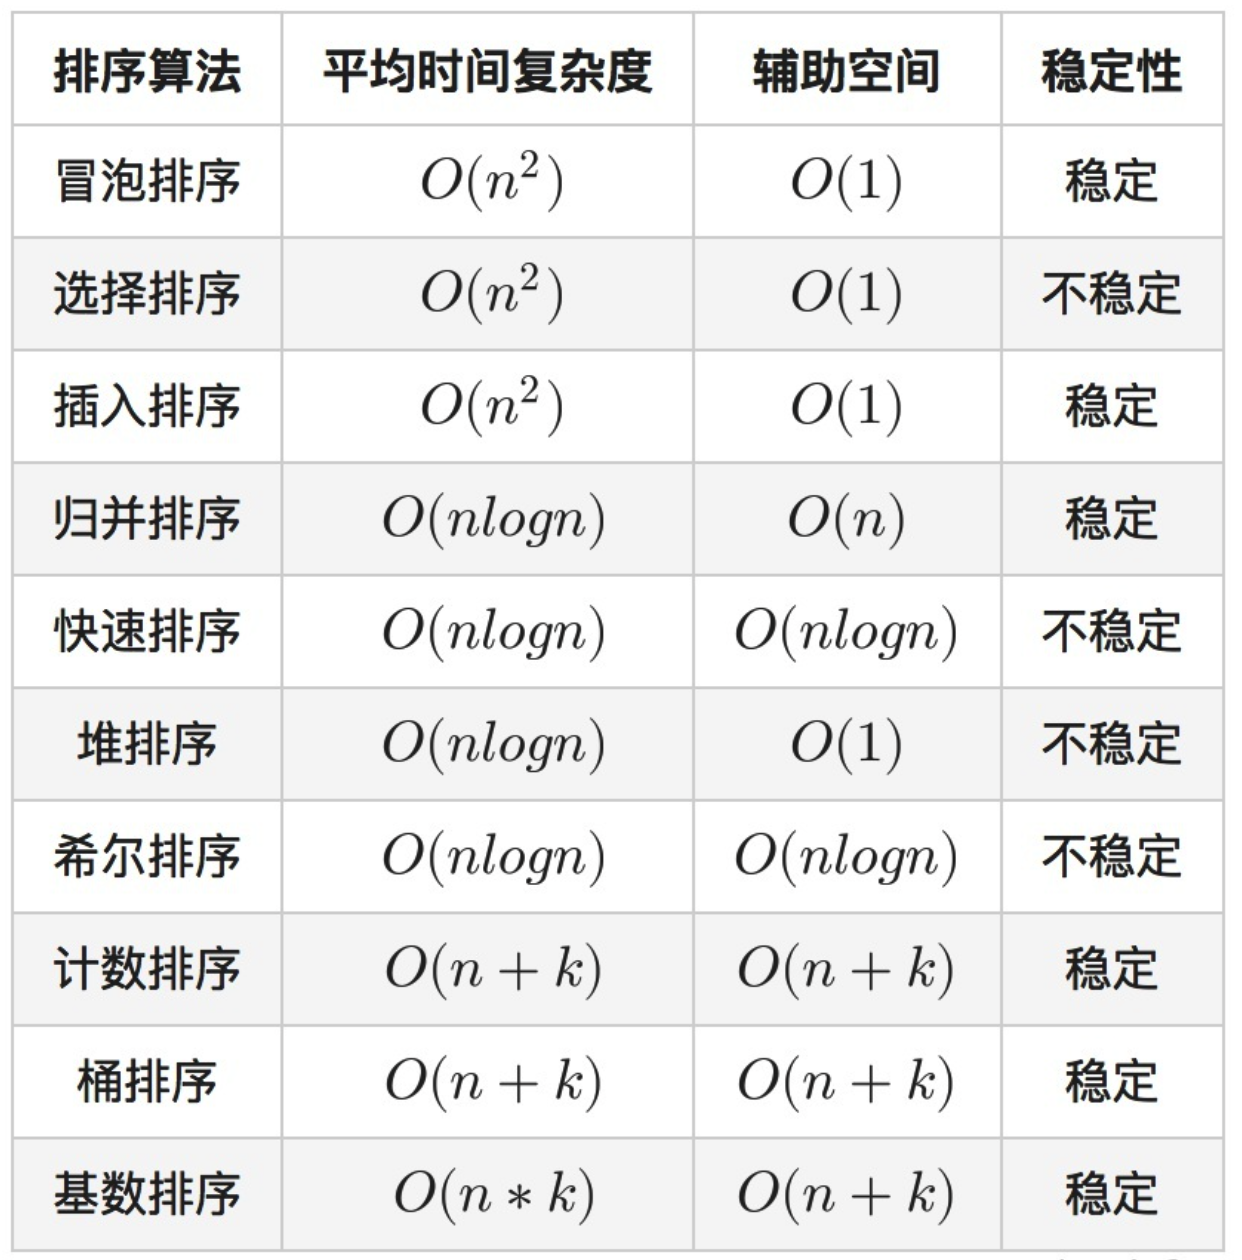 排序算法 平均时间复杂度 辅助空间 稳定性
冒泡排序 O(n²) O(1) 稳定
选择排序 O(n²) O(1) 不稳定
插入排序 O(n²) O(1) 稳定
归并排序 O(nlogn) O(n) 稳定
快速排序 O(nlogn) O(nlogn) 不稳定
堆排序 O(nlogn) O(1) 不稳定
希尔排序 O(nlogn) O(nlogn) 不稳定
计数排序 O(n + k) O(n + k) 稳定
桶排序 O(n + k) O(n + k) 稳定
基数排序 O(n * k) O(n + k) 稳定